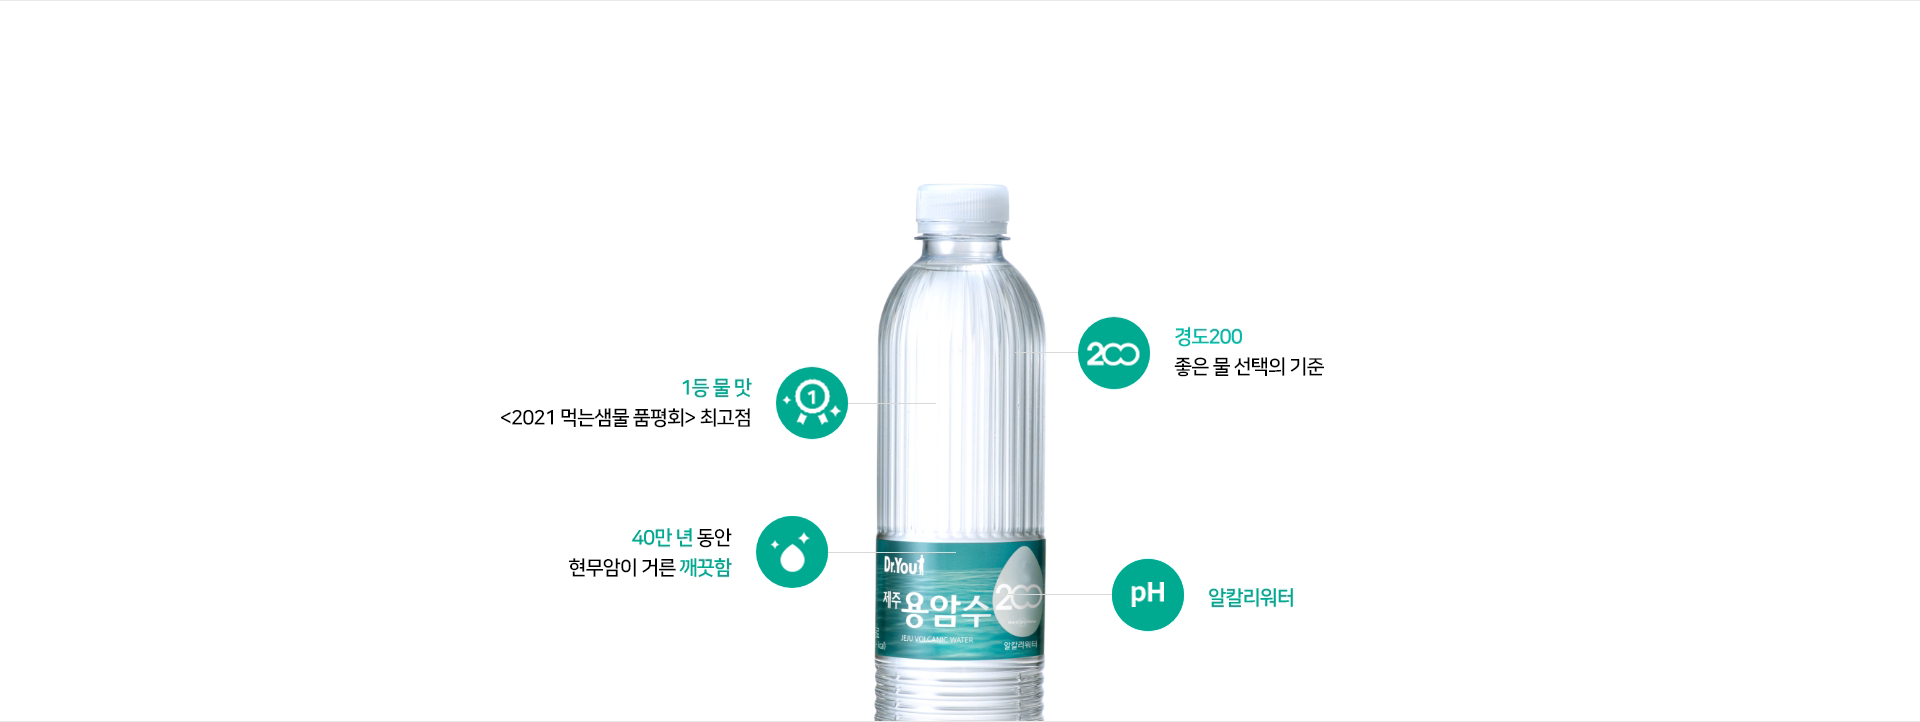 경도200
좋은 물 선택의 기준
200
1등 물 맛
<2021 먹는샘물 품평회> 최고점
1
40만 년 동안
현무암이 거른 깨끗함
Dr.You
제주 용암수
200
JEJU VOLCANIC WATER
알칼리워터
pH
알칼리워터